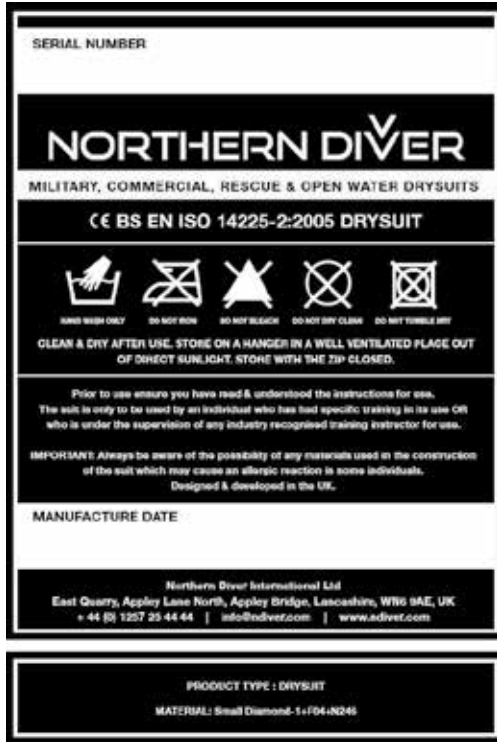 SERIAL NUMBER
NORTHERN DIVER
MILITARY, COMMERCIAL, RESCUE & OPEN WATER DRYSUITS
CE BS EN ISO 14225-2:2005 DRYSUIT
HAND WASH ONLY DO NOT IRON DO NOT BLEACH DO NOT DRY CLEAN DO NOT TUMBLE DRY
CLEAN & DRY AFTER USE. STORE ON A HANGER IN A WELL VENTILATED PLACE OUT
OF DIRECT SUNLIGHT. STORE WITH THE ZIP CLOSED.
Prior to use ensure you have read & understood the instructions for use.
The suit is only to be used by an individual who has had specific training in its use OR
who is under the supervision of any industry recognised training instructor for use.
IMPORTANT: Always be aware of the possibility of any materials used in the construction
of the suit which may cause an allergic reaction in some individuals.
Designed & developed in the UK.
MANUFACTURE DATE
Northern Diver International Ltd
East Quarry, Appley Lane North, Appley Bridge, Lancashire, WN6 9AE, UK
+ 44 (0) 1257 25 44 44 | info@ndiver.com | www.ndiver.com
PRODUCT TYPE : DRYSUIT
MATERIAL: Small Diamond-1+F04+N246